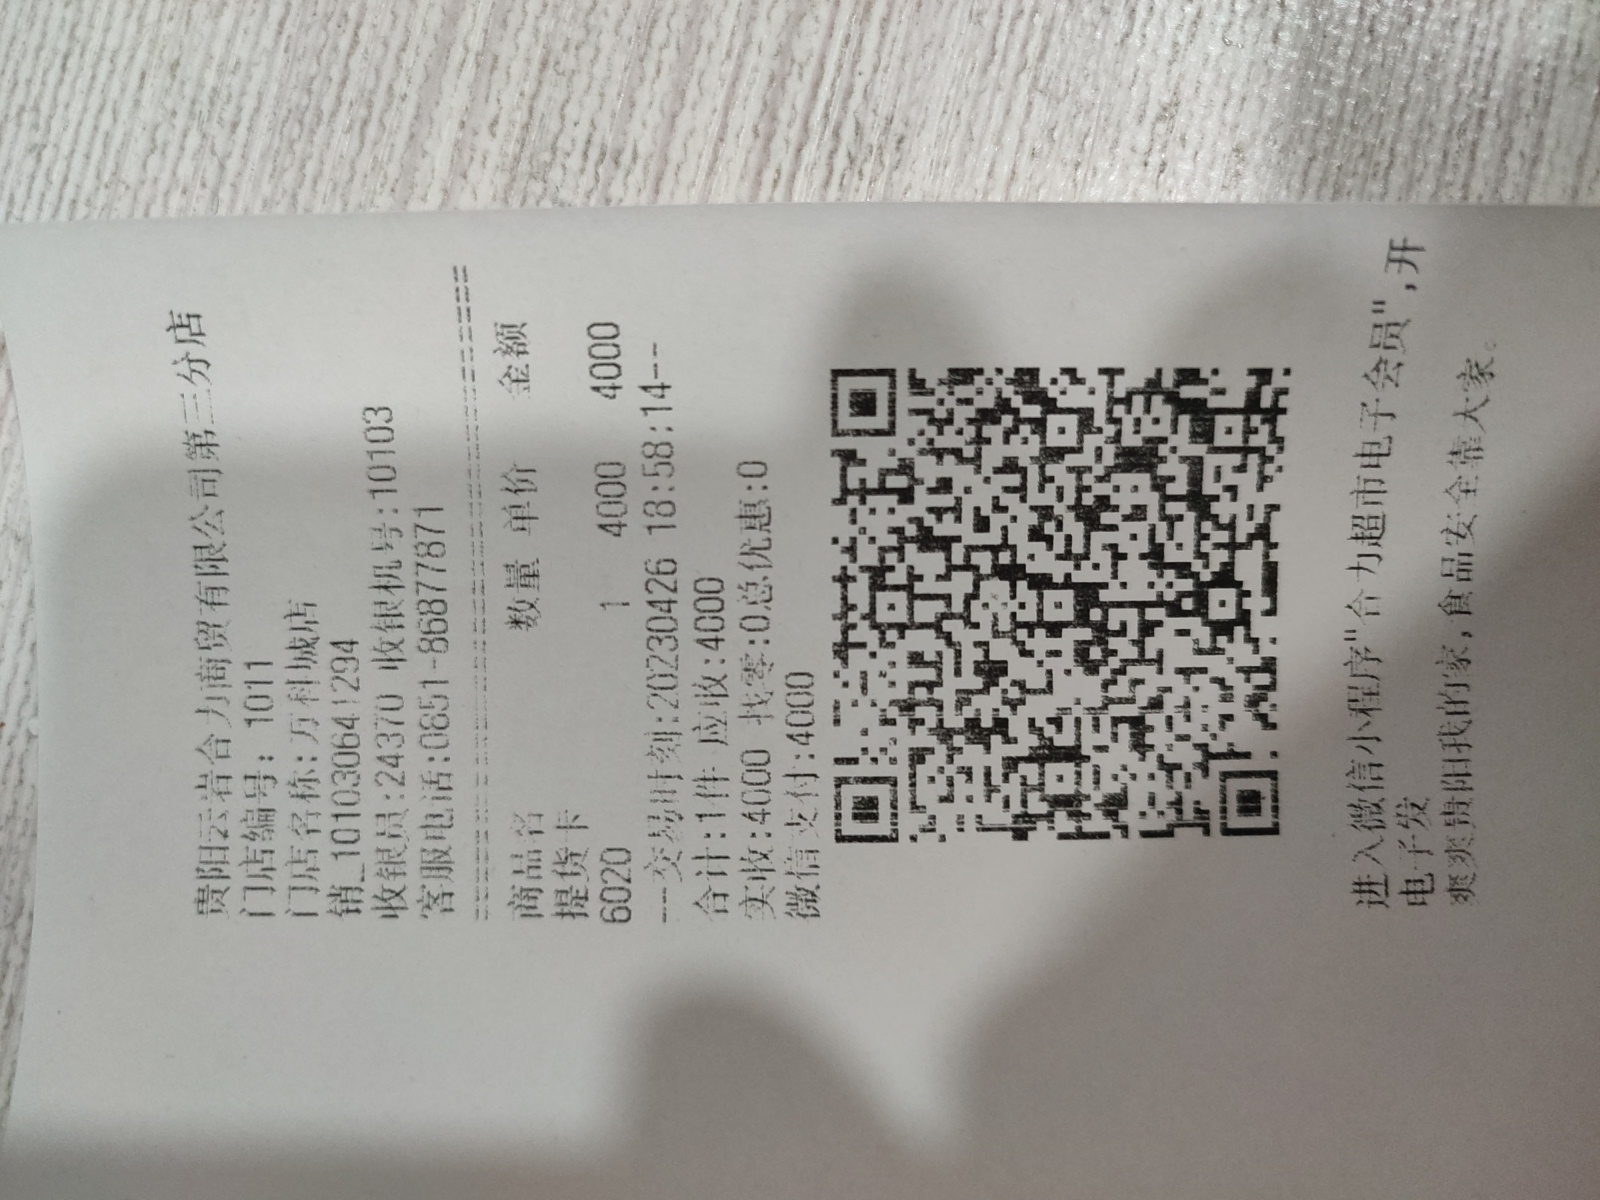 贵阳云岩合力商贸有限公司第三分店
门店编号: 1011
门店名称:万科城店
销_101030641294
收银员:24370 收银机号:10103
客服电话:0851-86877871
商品名 数量 单价 金额
提货卡
6020 1 4000 4000
---交易时刻:20230426 18:58:14--
合计:1件 应收:4000
实收:4000 找零:0总优惠:0
微信支付:4000
进入微信小程序"合力超市电子会员",开
电子发
爽爽贵阳我的家,食品安全靠大家。